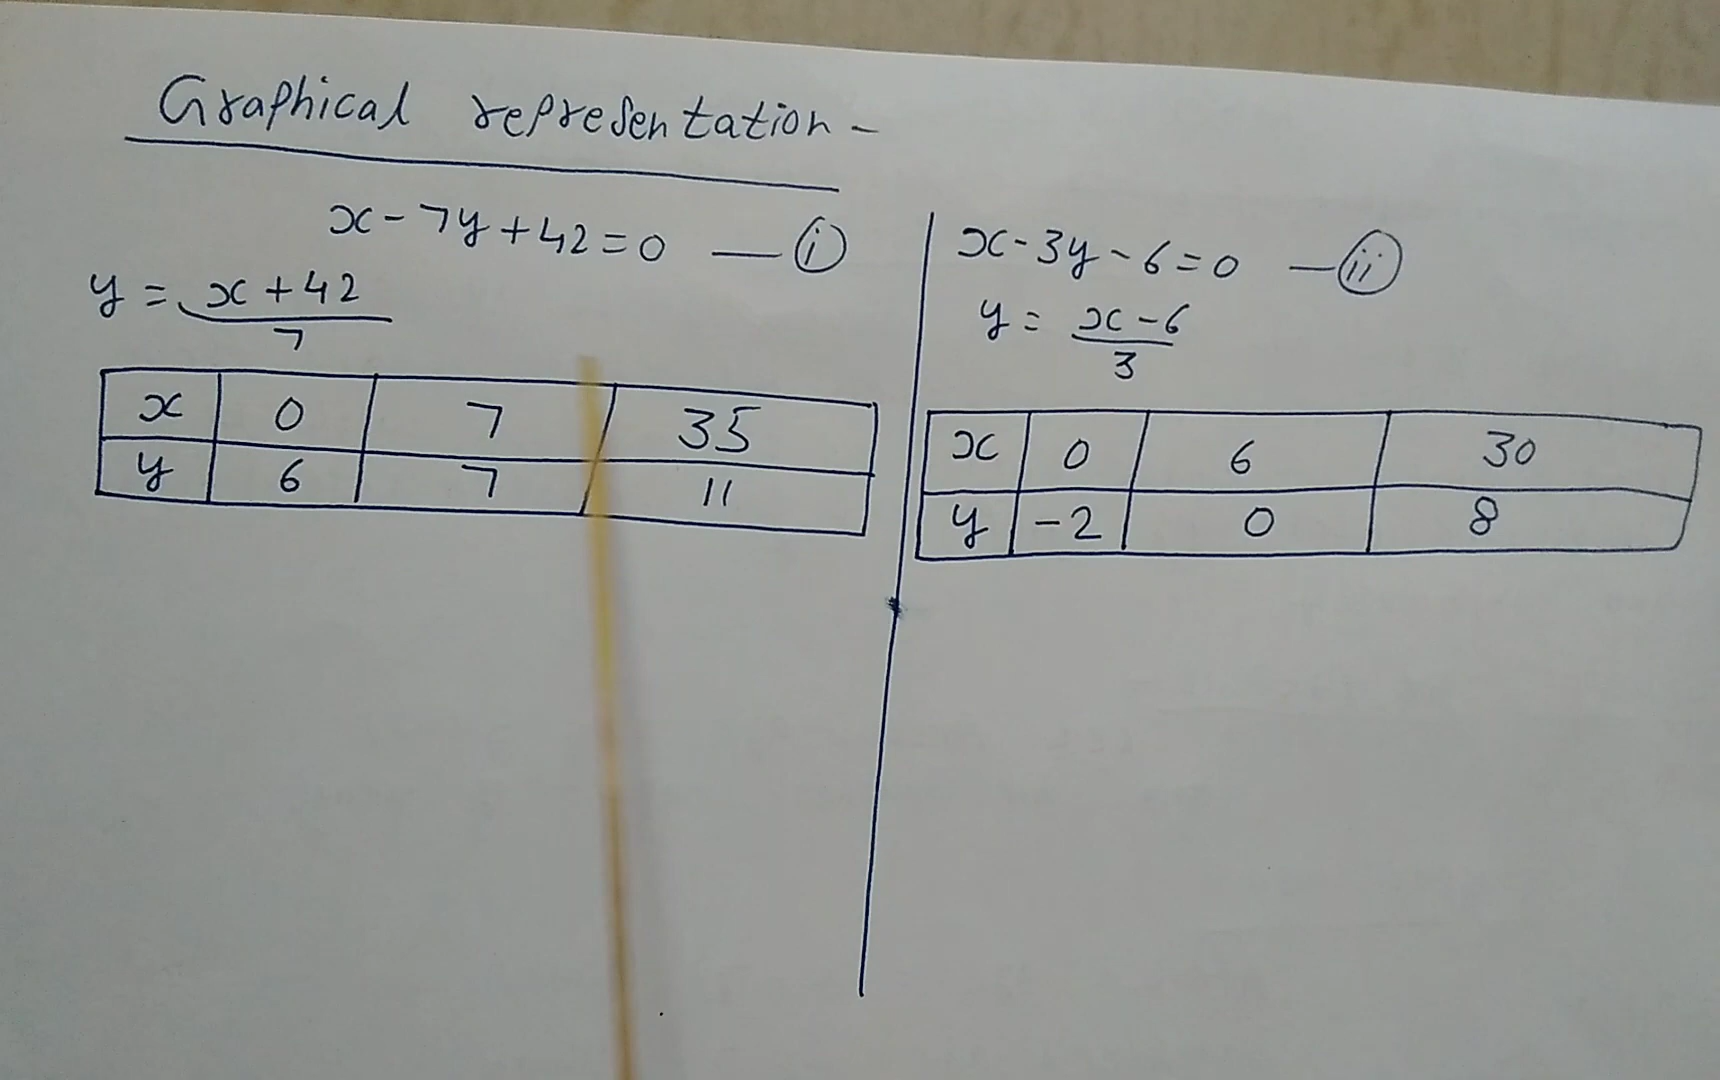 Graphical representation -
x - 7y + 42 = 0 — (i)
y = x + 42
7
x 0 7 35
y 6 7 11
x - 3y - 6 = 0 — (ii)
y = x - 6
3
x 0 6 30
y -2 0 8